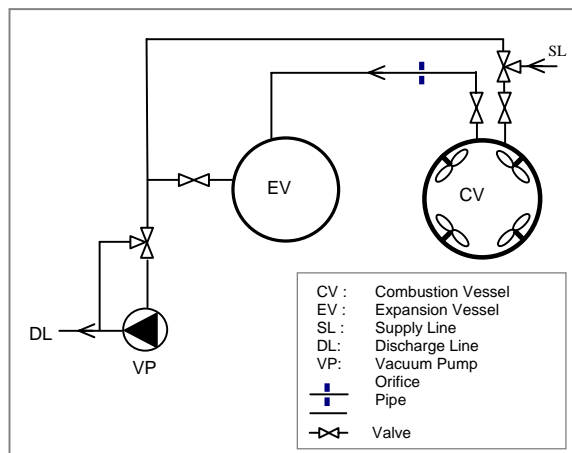 SL
EV
CV
DL
VP
CV : Combustion Vessel
EV : Expansion Vessel
SL : Supply Line
DL: Discharge Line
VP: Vacuum Pump
Orifice
Pipe
Valve